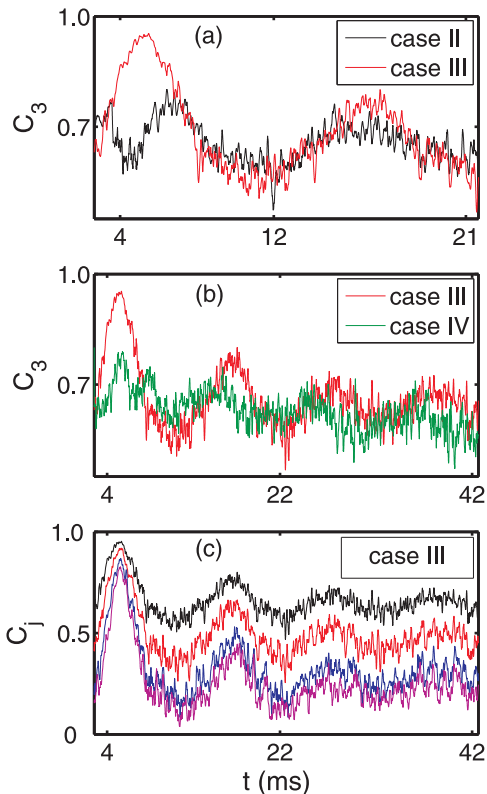 1.0
(a)
case II
case III
C3
0.7
4
12
21
1.0
(b)
case III
case IV
C3
0.7
4
22
42
1.0
(c)
case III
Cj
0.5
0
4
22
42
t (ms)